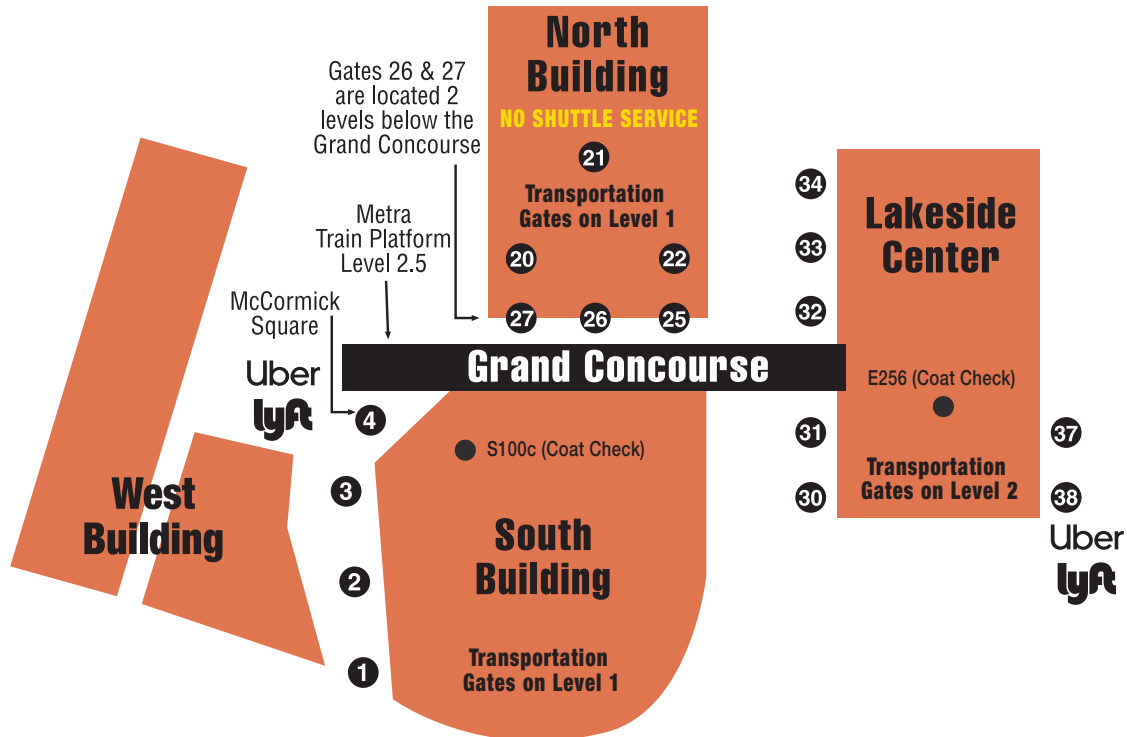 North
Building
NO SHUTTLE SERVICE
21
Transportation
Gates on Level 1
20
22
27
26
25
Gates 26 & 27
are located 2
levels below the
Grand Concourse
Metra
Train Platform
Level 2.5
McCormick
Square
Uber
lyft
Grand Concourse
4
3
2
1
West
Building
S100c (Coat Check)
South
Building
Transportation
Gates on Level 1
34
33
32
31
30
Lakeside
Center
E256 (Coat Check)
Transportation
Gates on Level 2
37
38
Uber
lyft